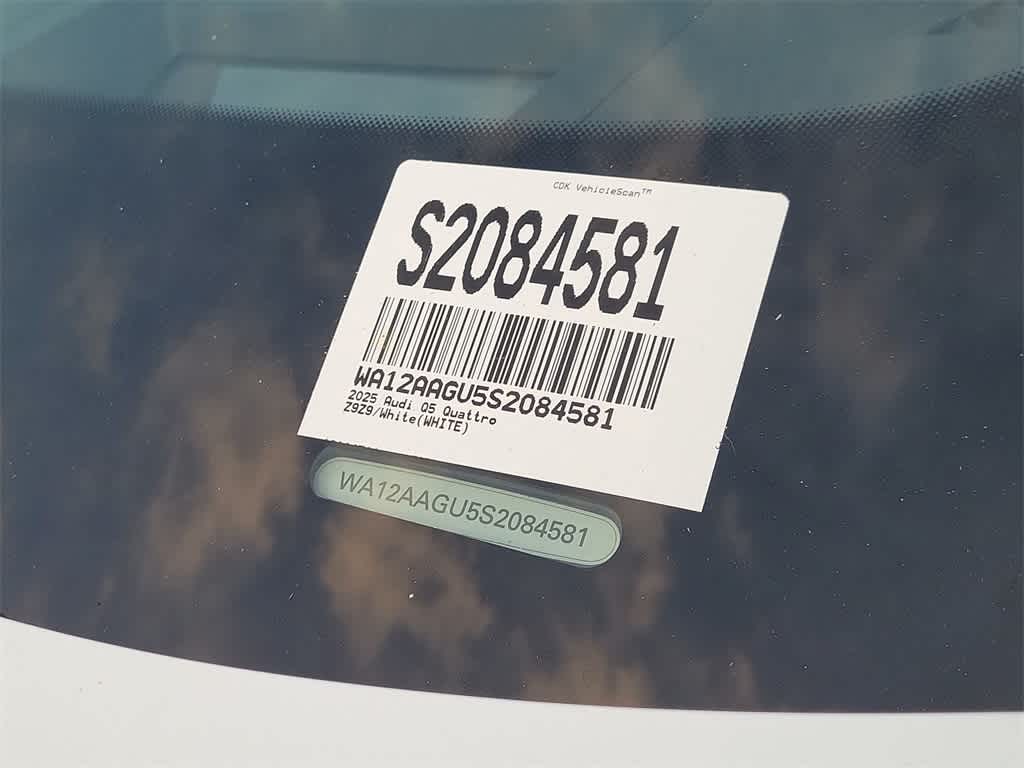 CDK VehicleScan™
S2084581
WA12AAGU5S2084581
2025 Audi Q5 Quattro
Z9Z9/White(WHITE)
WA12AAGU5S2084581